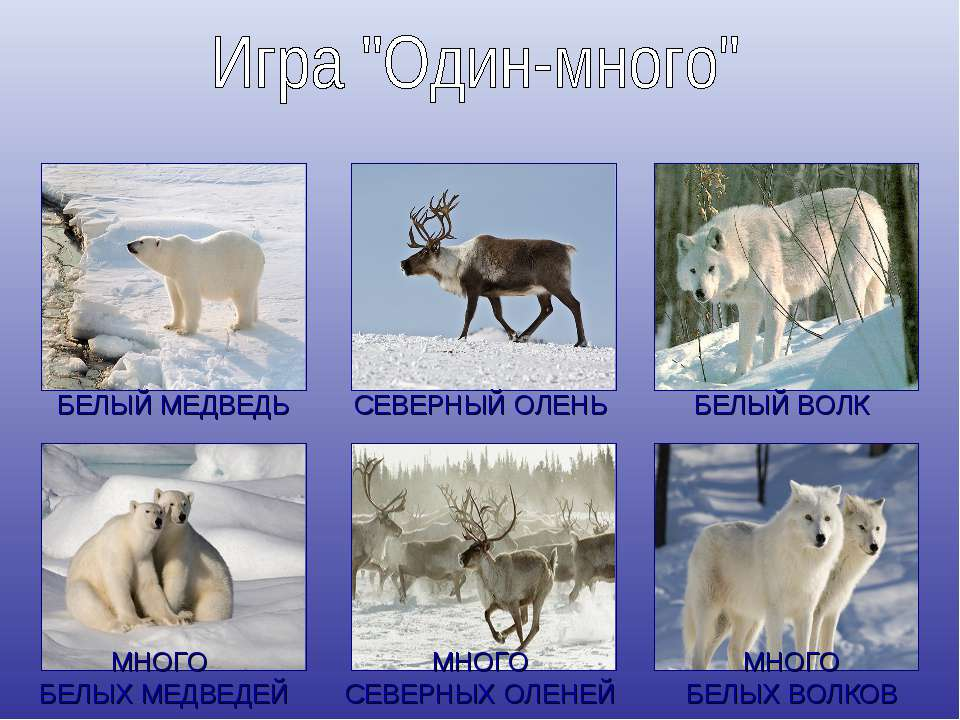 Игра "Один-много"
БЕЛЫЙ МЕДВЕДЬ
СЕВЕРНЫЙ ОЛЕНЬ
БЕЛЫЙ ВОЛК
МНОГО
БЕЛЫХ МЕДВЕДЕЙ
МНОГО
СЕВЕРНЫХ ОЛЕНЕЙ
МНОГО
БЕЛЫХ ВОЛКОВ